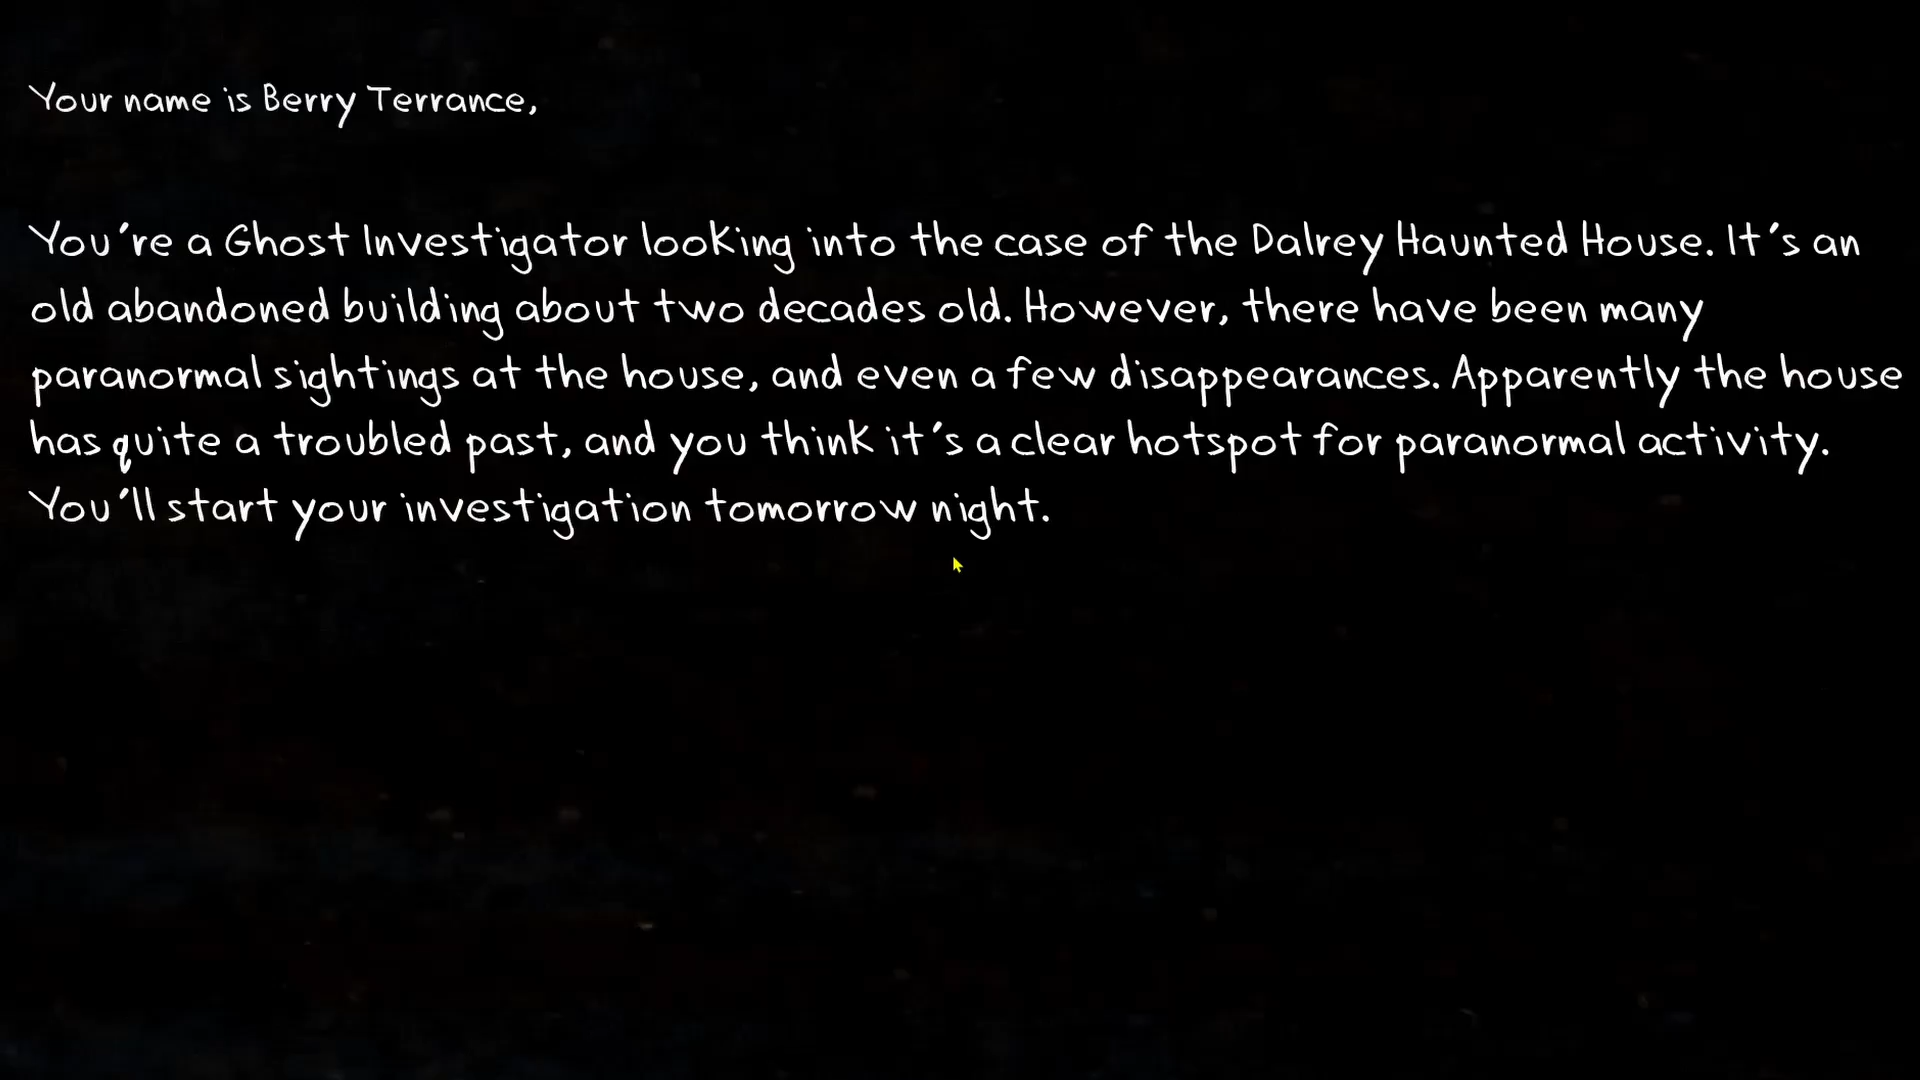 Your name is Berry Terrance,
You're a Ghost Investigator looking into the case of the Dalrey Haunted House. It's an
old abandoned building about two decades old. However, there have been many
paranormal sightings at the house, and even a few disappearances. Apparently the house
has quite a troubled past, and you think it's a clear hotspot for paranormal activity.
You'll start your investigation tomorrow night.